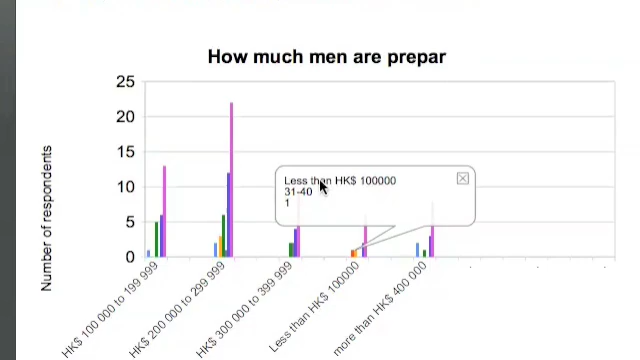 How much men are prepar
25
20
15
10
5
0
Number of respondents
Less than HK$ 100000
31-40
1
HK$ 100 000 to 199 999
HK$ 200 000 to 299 999
HK$ 300 000 to 399 999
Less than HK$ 100000
more than HK$ 400 000